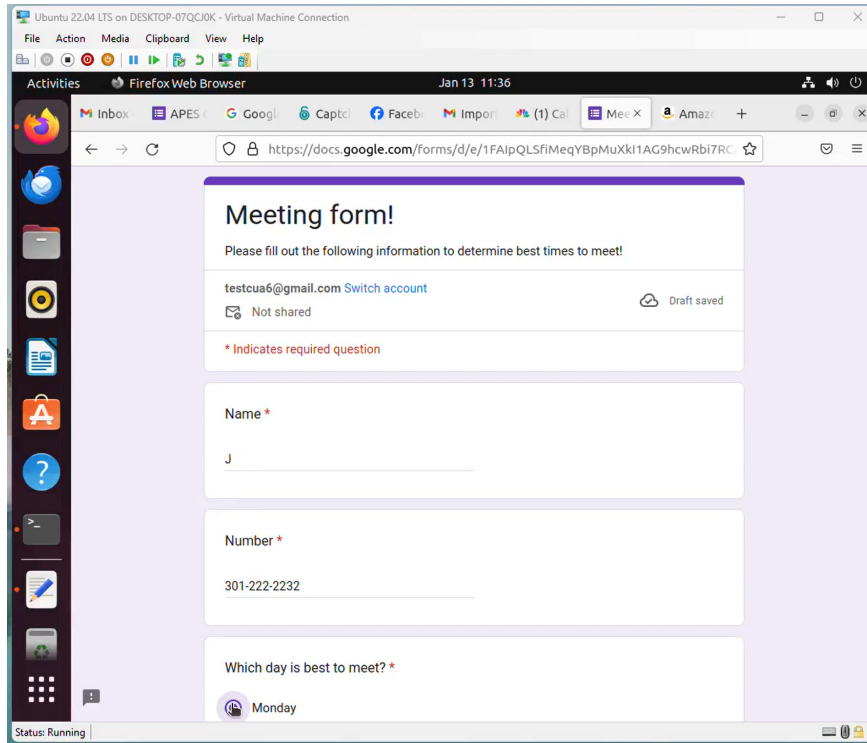 Ubuntu 22.04 LTS on DESKTOP-07QCJ0K - Virtual Machine Connection
File Action Media Clipboard View Help
Activities Firefox Web Browser Jan 13 11:36
Inbox APES Googl Captch Facebo Impor (1) Cal Mee Amazo
https://docs.google.com/forms/d/e/1FAIpQLSfiMeqYBpMuXkI1AG9hcwRbi7RC
Meeting form!
Please fill out the following information to determine best times to meet!
testcua6@gmail.com Switch account
Not shared
Draft saved
* Indicates required question
Name *
J
Number *
301-222-2232
Which day is best to meet? *
Monday
Status: Running